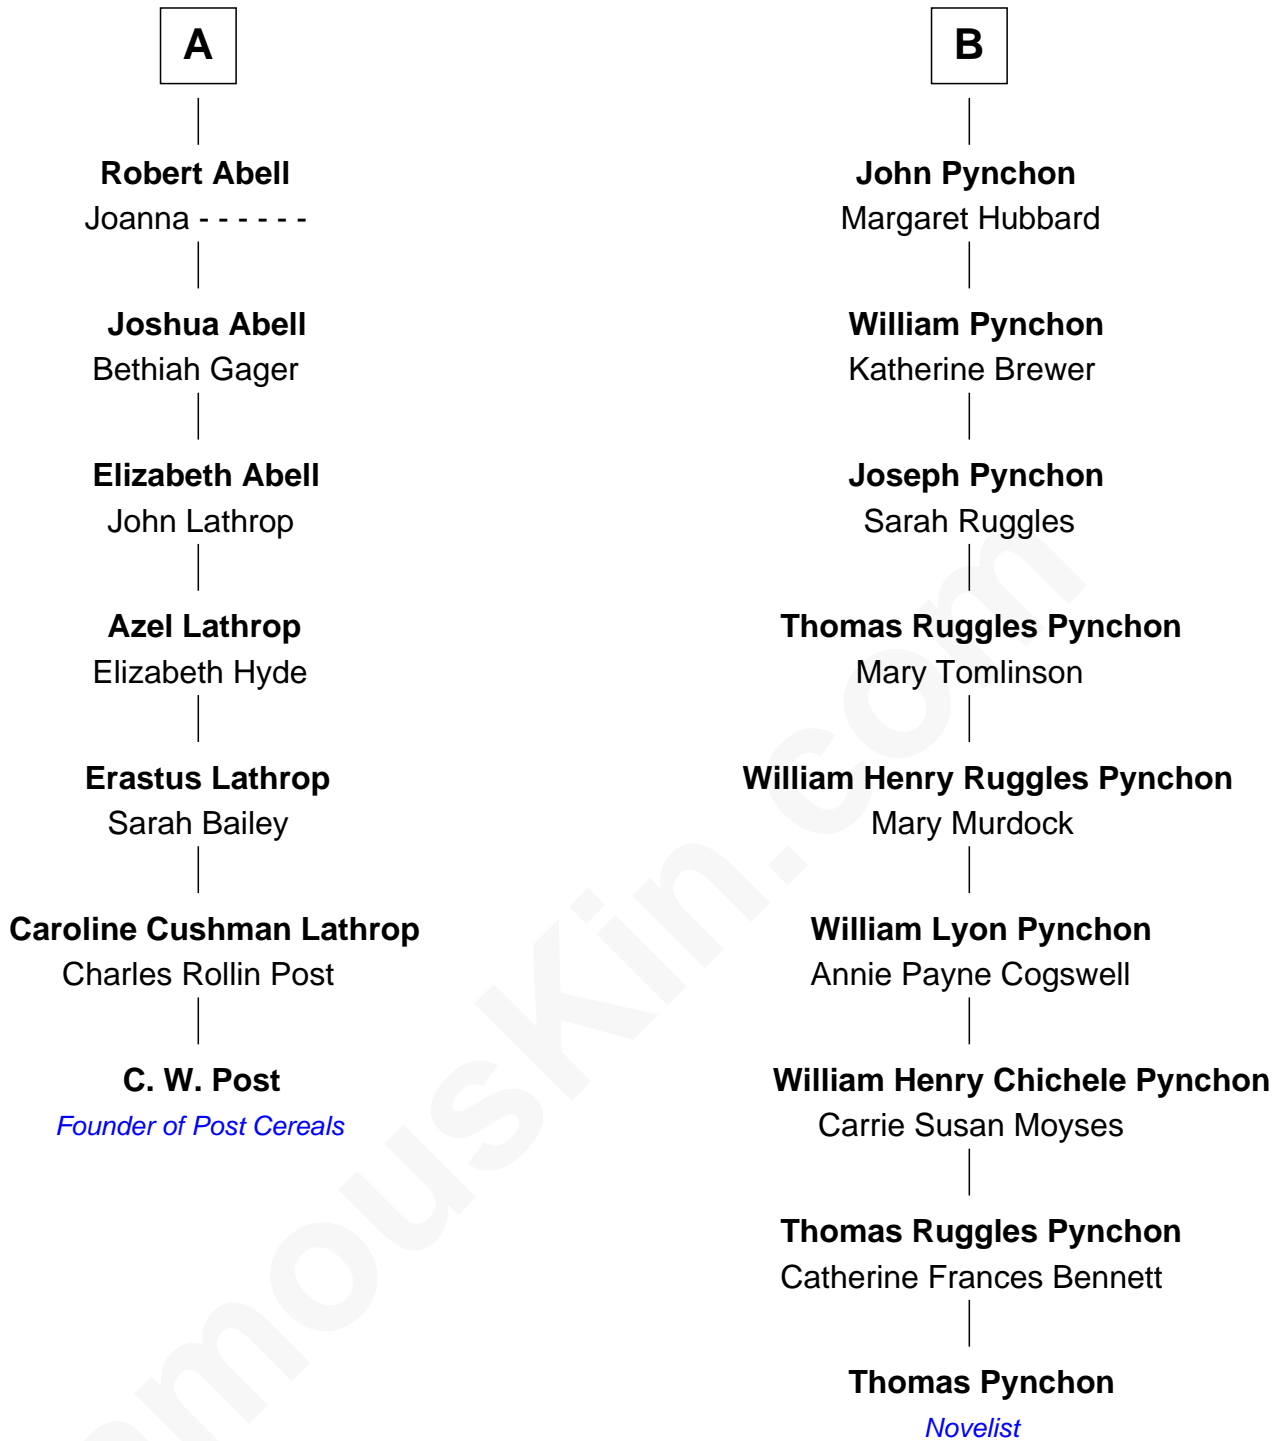 A
Robert Abell
Joanna - - - - - -
Joshua Abell
Bethiah Gager
Elizabeth Abell
John Lathrop
Azel Lathrop
Elizabeth Hyde
Erastus Lathrop
Sarah Bailey
Caroline Cushman Lathrop
Charles Rollin Post
C. W. Post
Founder of Post Cereals
B
John Pynchon
Margaret Hubbard
William Pynchon
Katherine Brewer
Joseph Pynchon
Sarah Ruggles
Thomas Ruggles Pynchon
Mary Tomlinson
William Henry Ruggles Pynchon
Mary Murdock
William Lyon Pynchon
Annie Payne Cogswell
William Henry Chichele Pynchon
Carrie Susan Moyses
Thomas Ruggles Pynchon
Catherine Frances Bennett
Thomas Pynchon
Novelist